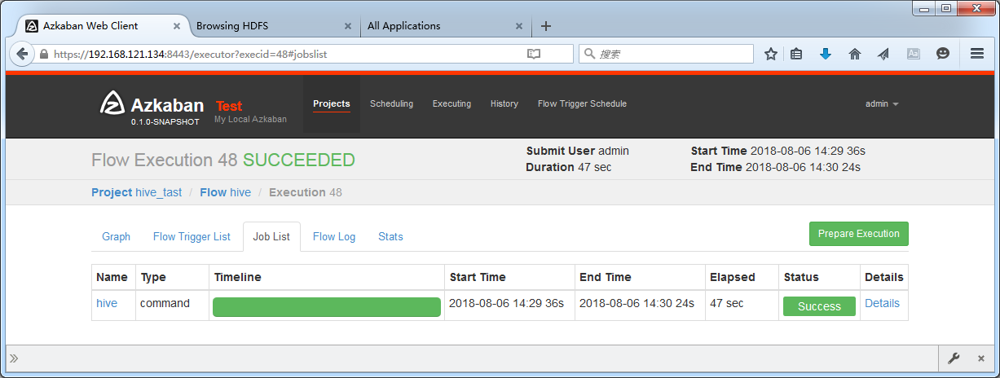 Azkaban Web Client
Browsing HDFS
All Applications
https://192.168.121.134:8443/executor?execid=48#jobslist
搜索
Azkaban
0.1.0-SNAPSHOT
Test
My Local Azkaban
Projects
Scheduling
Executing
History
Flow Trigger Schedule
admin
Flow Execution 48 SUCCEEDED
Submit User admin
Duration 47 sec
Start Time 2018-08-06 14:29 36s
End Time 2018-08-06 14:30 24s
Project hive_tast / Flow hive / Execution 48
Graph
Flow Trigger List
Job List
Flow Log
Stats
Prepare Execution
Name Type Timeline Start Time End Time Elapsed Status Details
hive command 2018-08-06 14:29 36s 2018-08-06 14:30 24s 47 sec Success Details